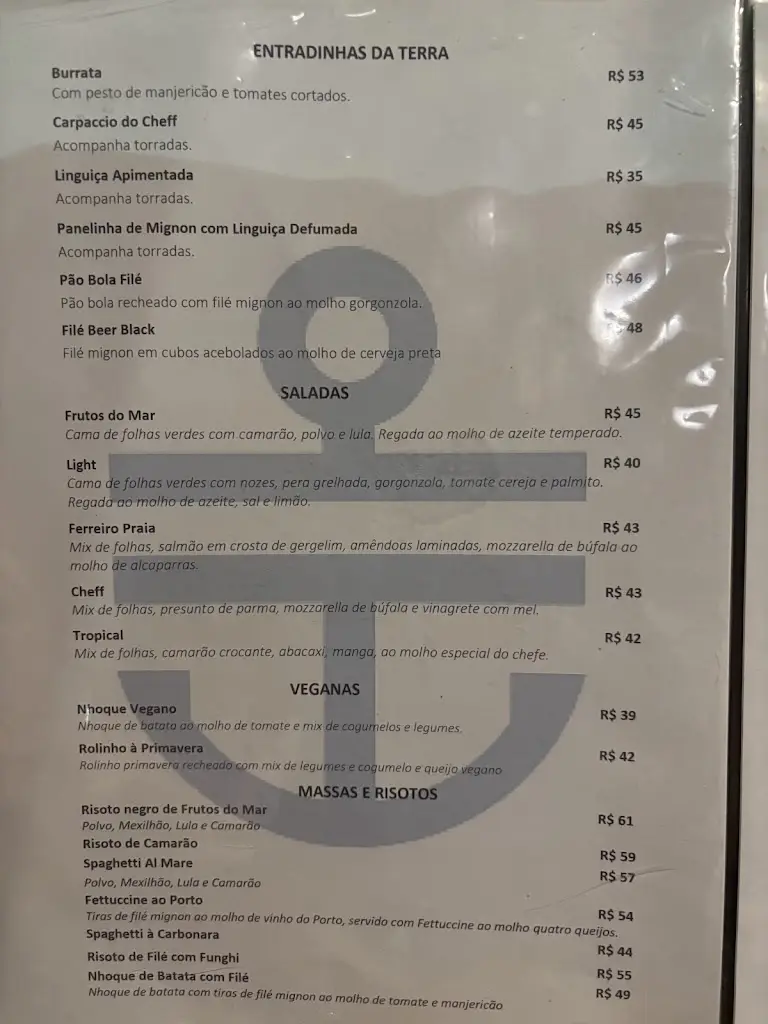 ENTRADINHAS DA TERRA
Burrata R$ 53
Com pesto de manjericão e tomates cortados.
Carpaccio do Cheff R$ 45
Acompanha torradas.
Linguiça Apimentada R$ 35
Acompanha torradas.
Panelinha de Mignon com Linguiça Defumada R$ 45
Acompanha torradas.
Pão Bola Filé R$ 46
Pão bola recheado com filé mignon ao molho gorgonzola.
Filé Beer Black R$ 48
Filé mignon em cubos acebolados ao molho de cerveja preta
SALADAS
Frutos do Mar R$ 45
Cama de folhas verdes com camarão, polvo e lula. Regada ao molho de azeite temperado.
Light R$ 40
Cama de folhas verdes com nozes, pera grelhada, gorgonzola, tomate cereja e palmito.
Regada ao molho de azeite, sal e limão.
Ferreiro Praia R$ 43
Mix de folhas, salmão em crosta de gergelim, amêndoas laminadas, mozzarella de búfala ao
molho de alcaparras.
Cheff R$ 43
Mix de folhas, presunto de parma, mozzarella de búfala e vinagrete com mel.
Tropical R$ 42
Mix de folhas, camarão crocante, abacaxi, manga, ao molho especial do chefe.
VEGANAS
Nhoque Vegano R$ 39
Nhoque de batata ao molho de tomate e mix de cogumelos e legumes.
Rolinho à Primavera R$ 42
Rolinho primavera recheado com mix de legumes e cogumelo e queijo vegano
MASSAS E RISOTOS
Risoto negro de Frutos do Mar R$ 61
Polvo, Mexilhão, Lula e Camarão
Risoto de Camarão R$ 59
Spaghetti Al Mare R$ 57
Polvo, Mexilhão, Lula e Camarão
Fettuccine ao Porto R$ 54
Tiras de filé mignon ao molho de vinho do Porto, servido com Fettuccine ao molho quatro queijos.
Spaghetti à Carbonara R$ 44
Risoto de Filé com Funghi R$ 55
Nhoque de Batata com Filé R$ 49
Nhoque de batata com tiras de filé mignon ao molho de tomate e manjericão